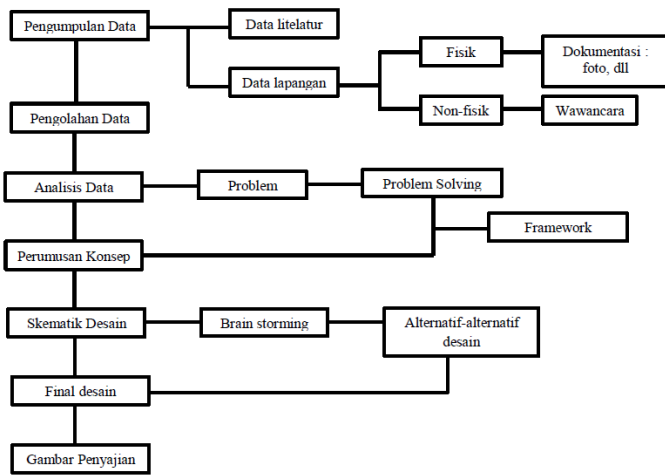 Pengumpulan Data
Data litelatur
Data lapangan
Fisik
Dokumentasi :
foto, dll
Non-fisik
Wawancara
Pengolahan Data
Analisis Data
Problem
Problem Solving
Framework
Perumusan Konsep
Skematik Desain
Brain storming
Alternatif-alternatif
desain
Final desain
Gambar Penyajian